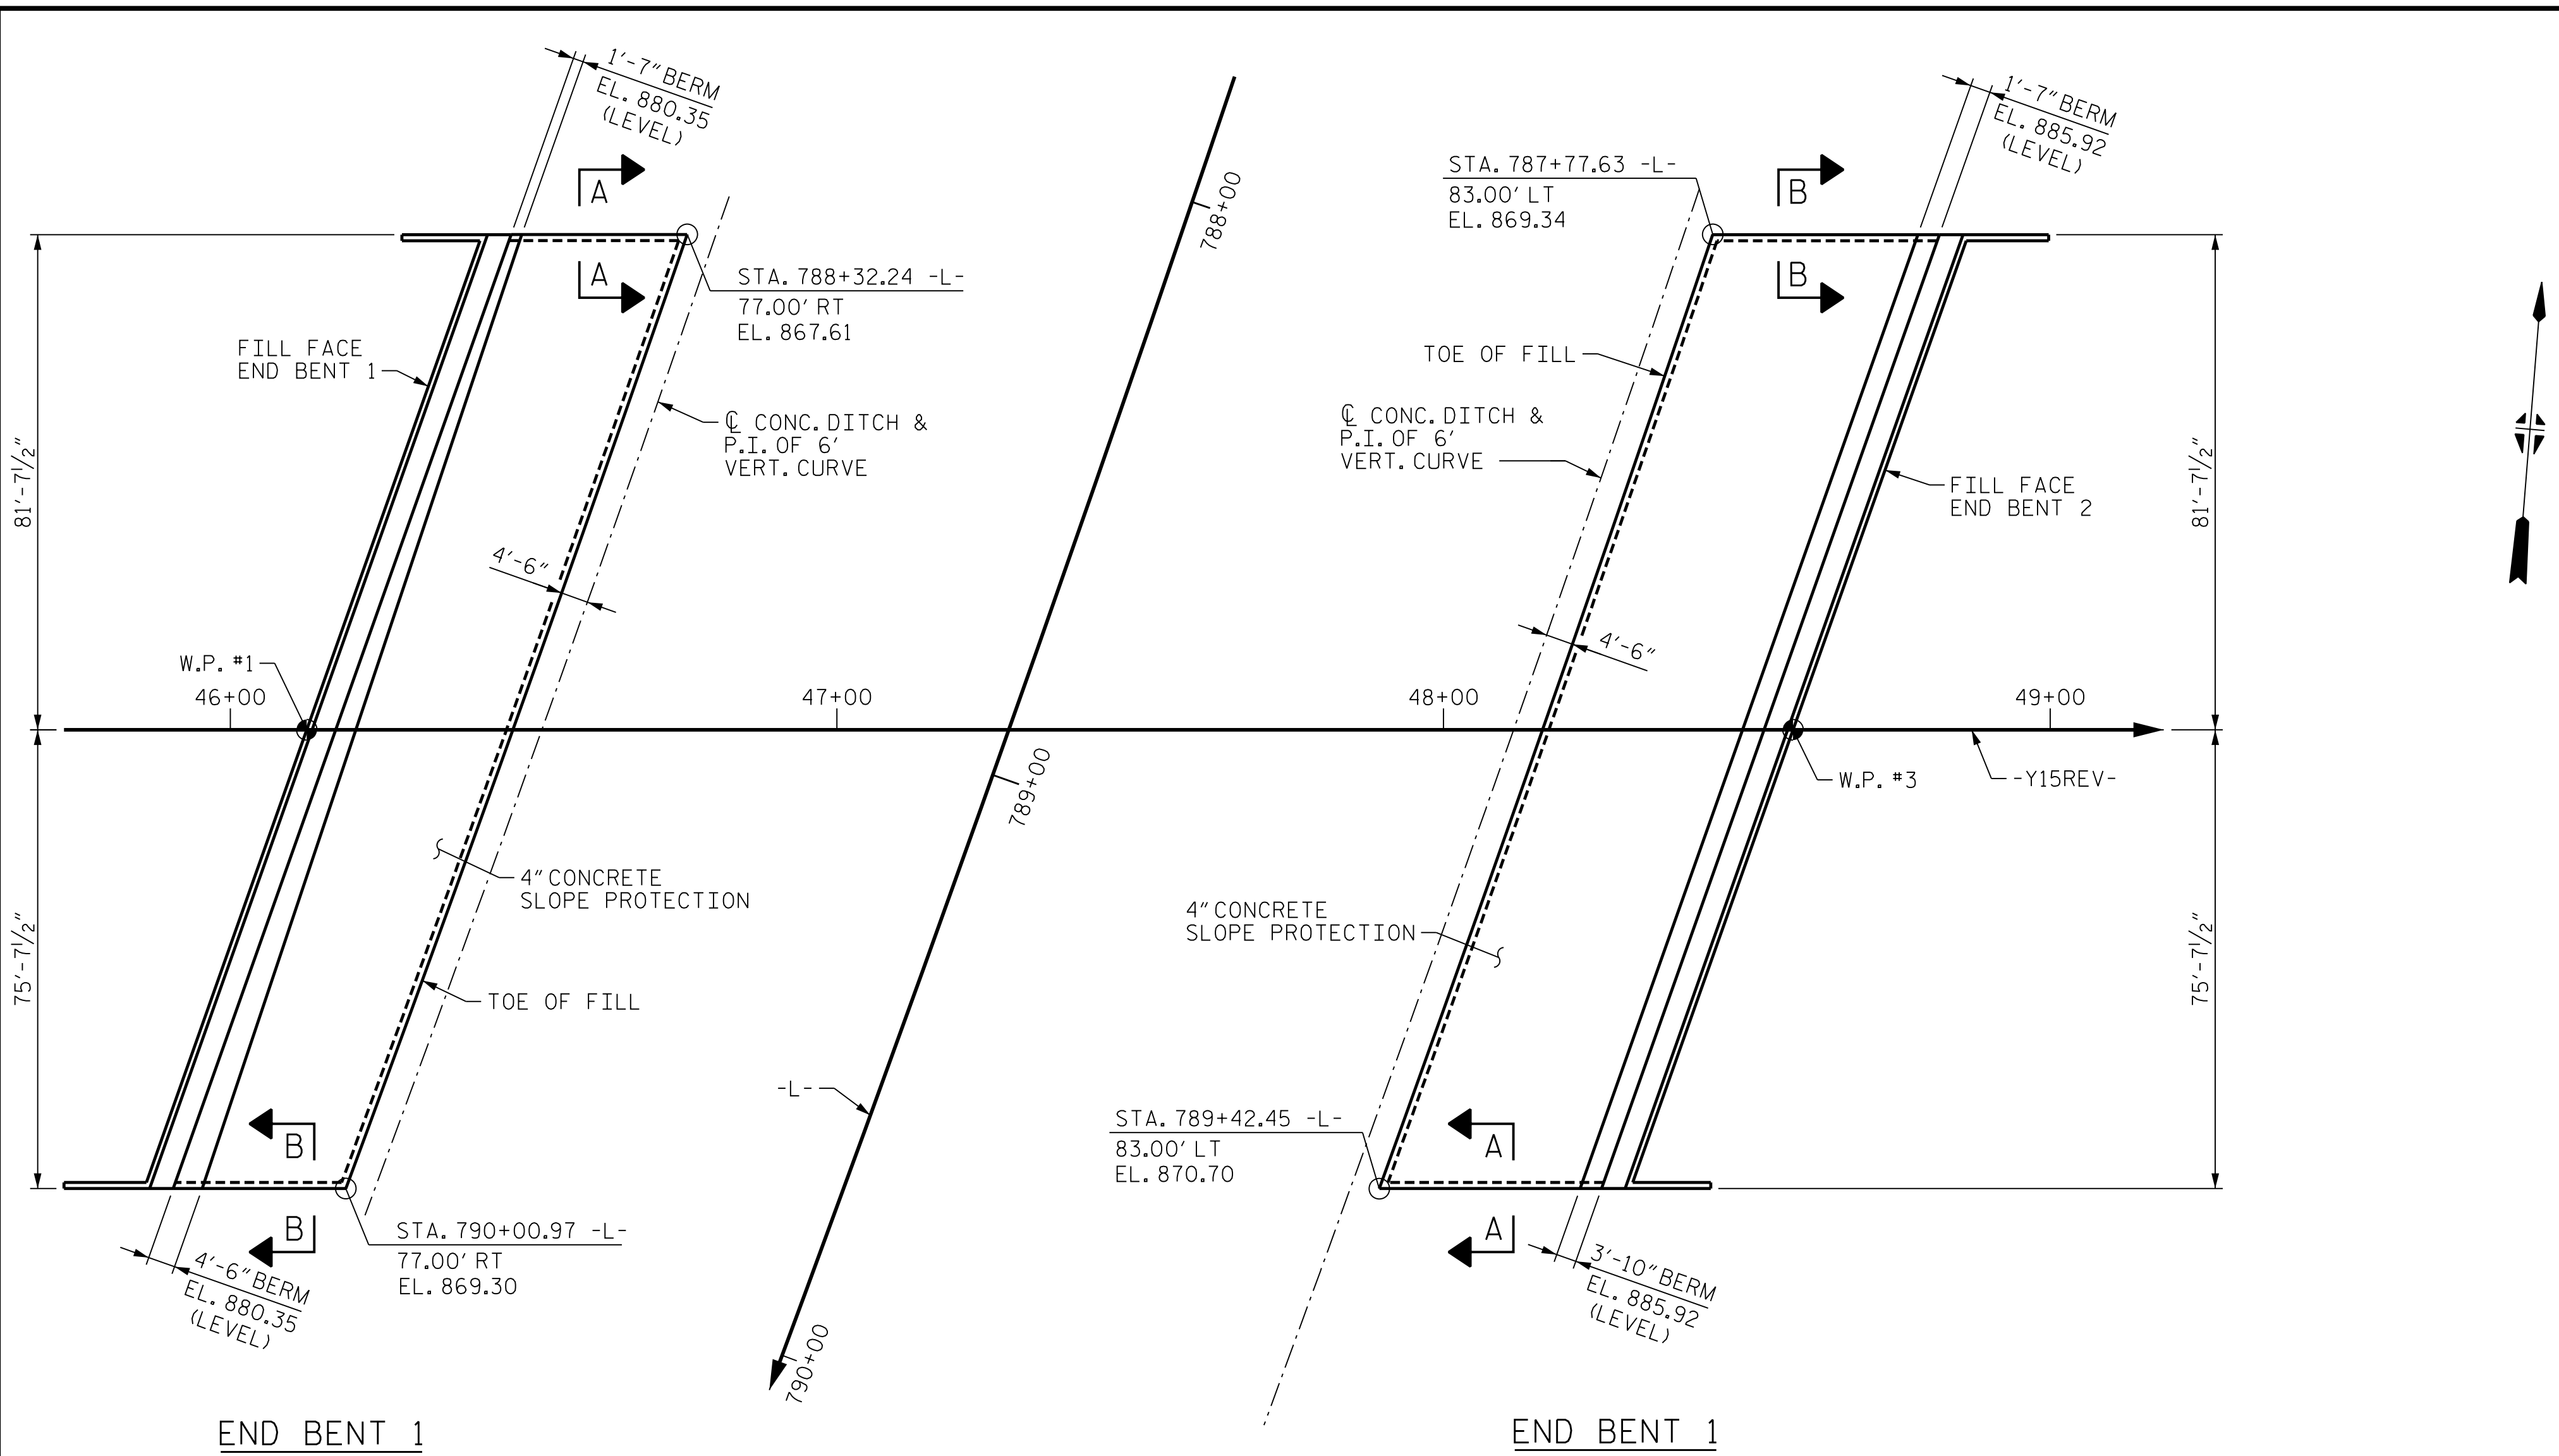 1'-7" BERM
EL. 880.35
(LEVEL)
1'-7" BERM
EL. 885.92
(LEVEL)
A
A
STA. 788+32.24 -L-
77.00' RT
EL. 867.61
788+00
STA. 787+77.63 -L-
83.00' LT
EL. 869.34
B
B
FILL FACE
END BENT 1
TOE OF FILL
℄ CONC. DITCH &
P.I. OF 6'
VERT. CURVE
℄ CONC. DITCH &
P.I. OF 6'
VERT. CURVE
FILL FACE
END BENT 2
81'-7½"
81'-7½"
4'-6"
4'-6"
W.P. #1
46+00
47+00
48+00
49+00
789+00
W.P. #3
-Y15REV-
4" CONCRETE
SLOPE PROTECTION
4" CONCRETE
SLOPE PROTECTION
75'-7½"
75'-7½"
TOE OF FILL
-L-
B
B
STA. 789+42.45 -L-
83.00' LT
EL. 870.70
A
A
STA. 790+00.97 -L-
77.00' RT
EL. 869.30
4'-6" BERM
EL. 880.35
(LEVEL)
3'-10" BERM
EL. 885.92
(LEVEL)
790+00
END BENT 1
END BENT 1